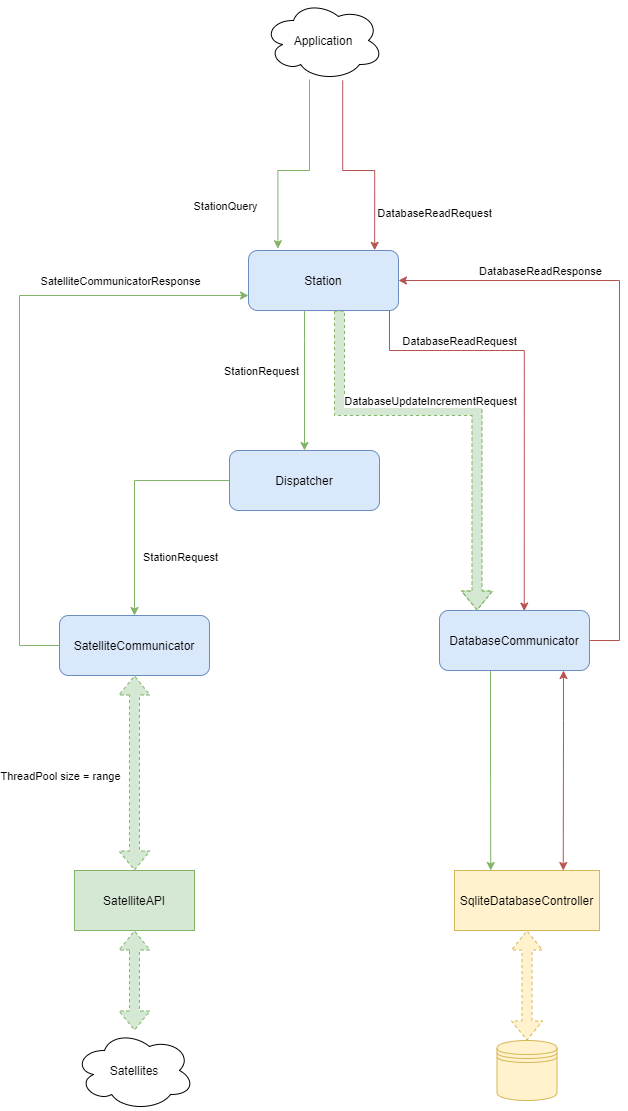 Application
StationQuery
DatabaseReadRequest
Station
SatelliteCommunicatorResponse
DatabaseReadResponse
DatabaseReadRequest
StationRequest
DatabaseUpdateIncrementRequest
Dispatcher
StationRequest
SatelliteCommunicator
DatabaseCommunicator
ThreadPool size = range
SatelliteAPI
SqliteDatabaseController
Satellites